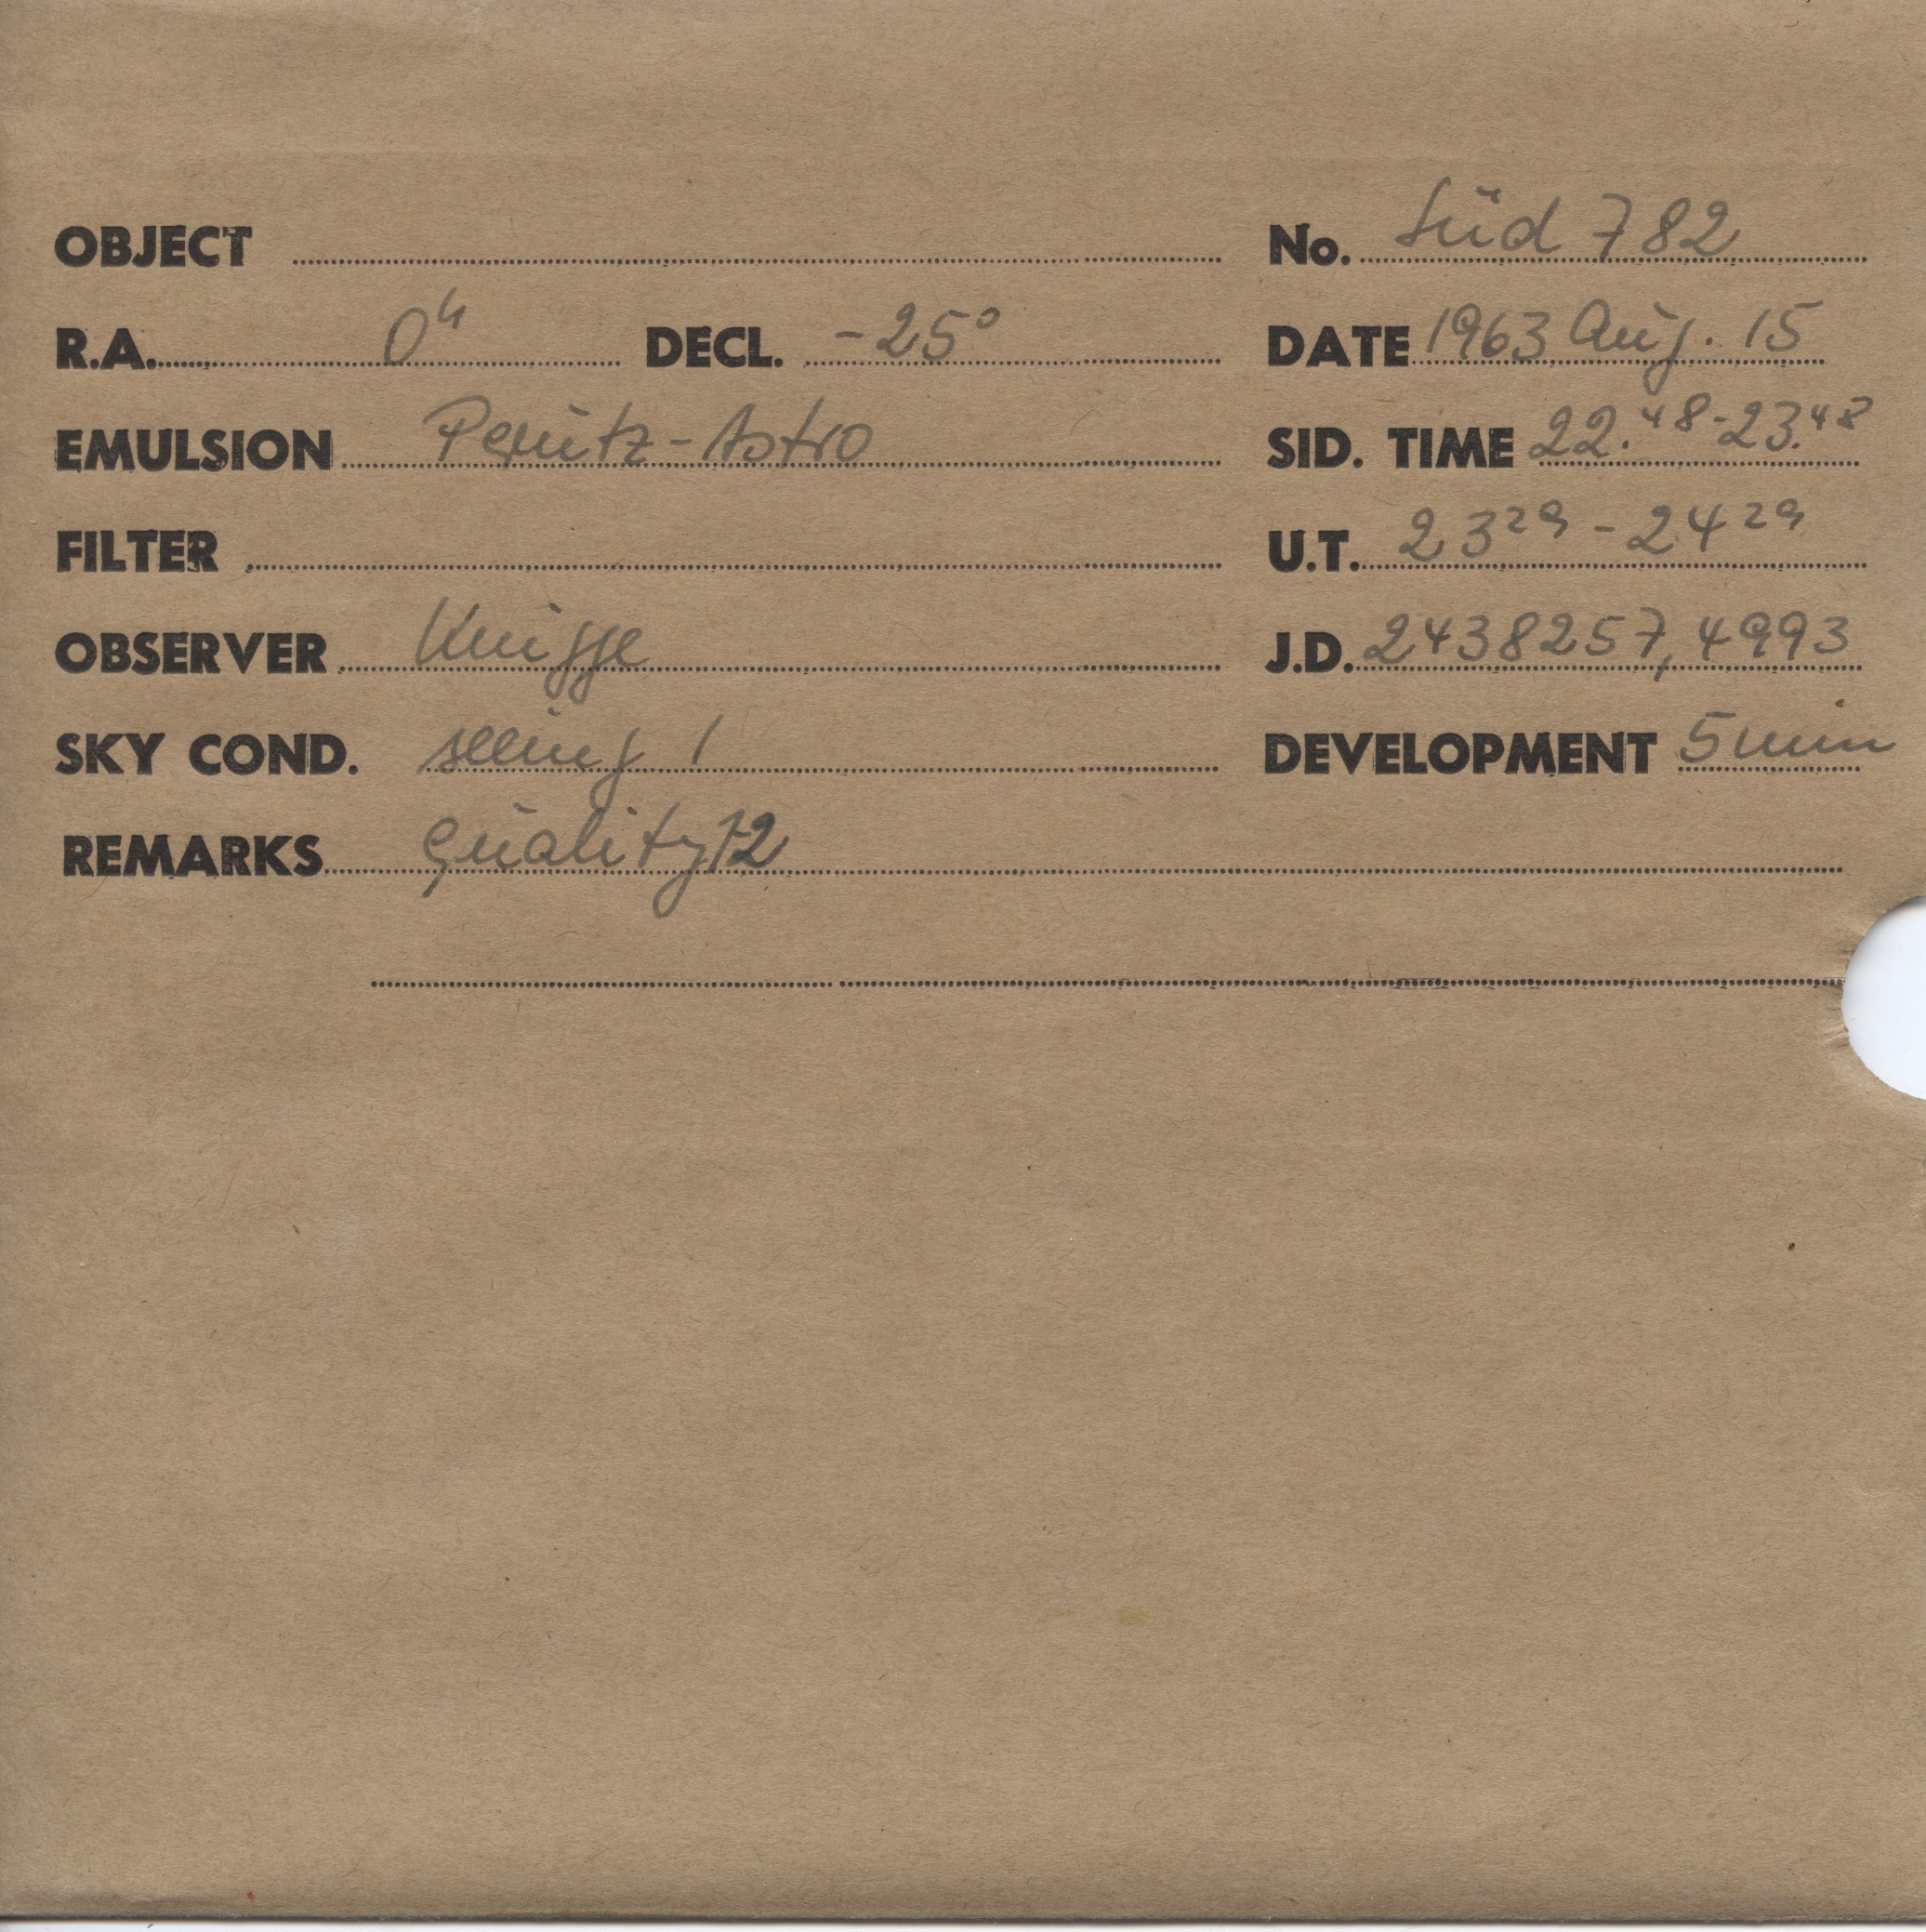 OBJECT No. Süd 782
R.A. 0h DECL. -25° DATE 1963 Aug. 15
EMULSION Perutz-Astro SID. TIME 22.48-23.48
FILTER U.T. 23 29 - 24 29
OBSERVER Knigge J.D. 2438257,4993
SKY COND. seeing 1 DEVELOPMENT 5 min
REMARKS Quality 1-2